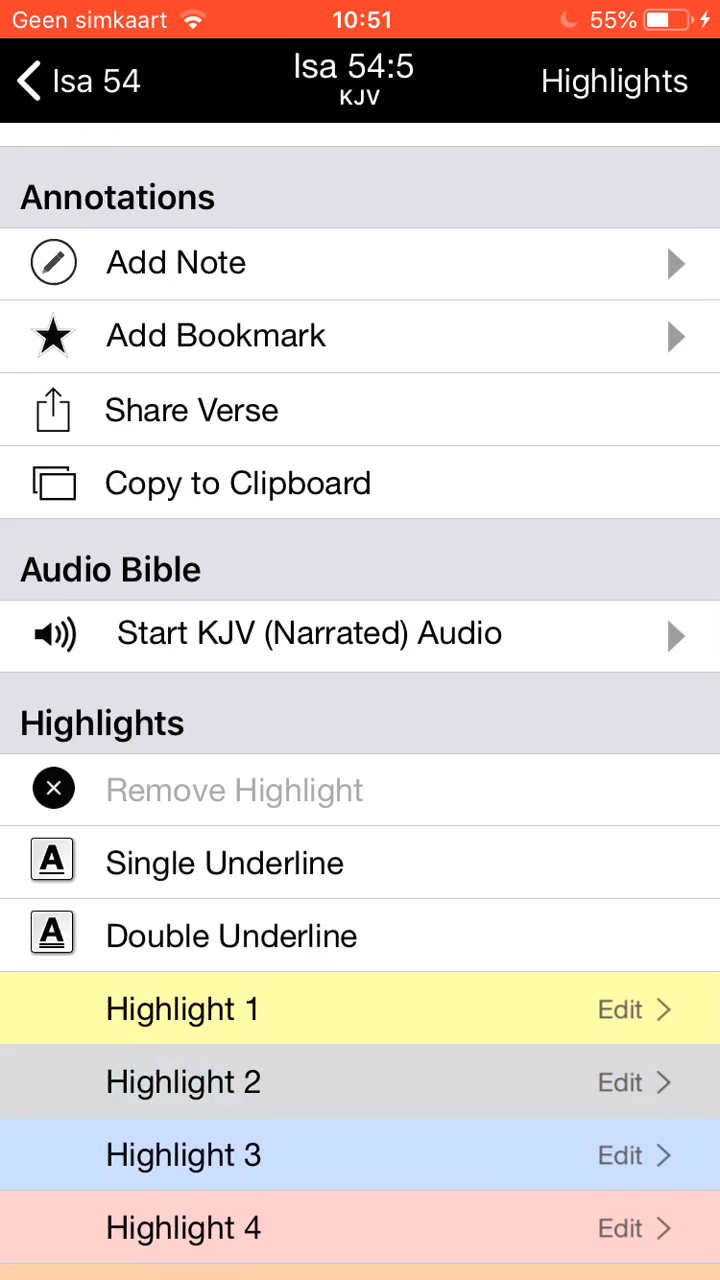 Geen simkaart 10:51 55%
Isa 54 Isa 54:5 Highlights
KJV
Annotations
Add Note
Add Bookmark
Share Verse
Copy to Clipboard
Audio Bible
Start KJV (Narrated) Audio
Highlights
Remove Highlight
A Single Underline
A Double Underline
Highlight 1 Edit
Highlight 2 Edit
Highlight 3 Edit
Highlight 4 Edit